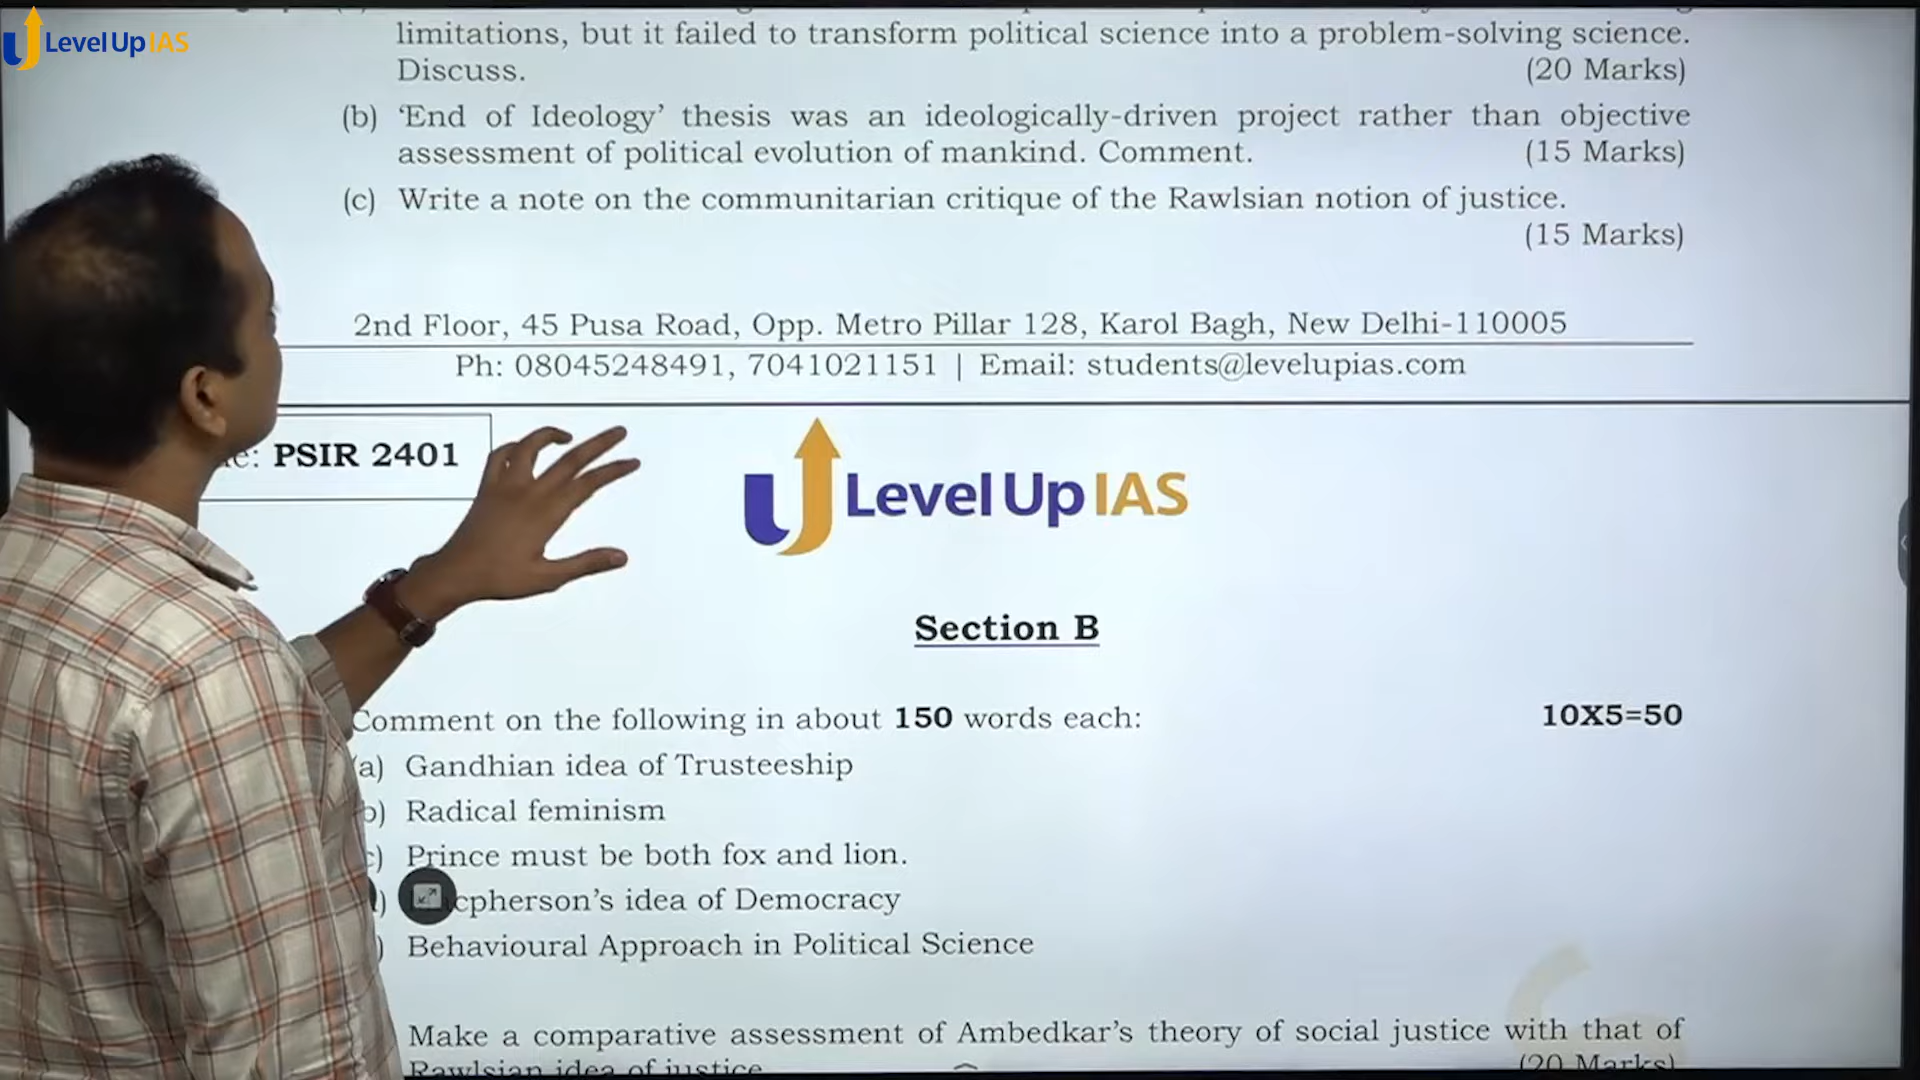 Level Up IAS
limitations, but it failed to transform political science into a problem-solving science.
Discuss. (20 Marks)
(b) ‘End of Ideology’ thesis was an ideologically-driven project rather than objective
assessment of political evolution of mankind. Comment. (15 Marks)
(c) Write a note on the communitarian critique of the Rawlsian notion of justice.
(15 Marks)
2nd Floor, 45 Pusa Road, Opp. Metro Pillar 128, Karol Bagh, New Delhi-110005
Ph: 08045248491, 7041021151 | Email: students@levelupias.com
PSIR 2401
Level Up IAS
Section B
Comment on the following in about 150 words each: 10X5=50
a) Gandhian idea of Trusteeship
b) Radical feminism
c) Prince must be both fox and lion.
) cpherson’s idea of Democracy
) Behavioural Approach in Political Science
Make a comparative assessment of Ambedkar’s theory of social justice with that of
Rawlsian idea of justice (20 Marks)